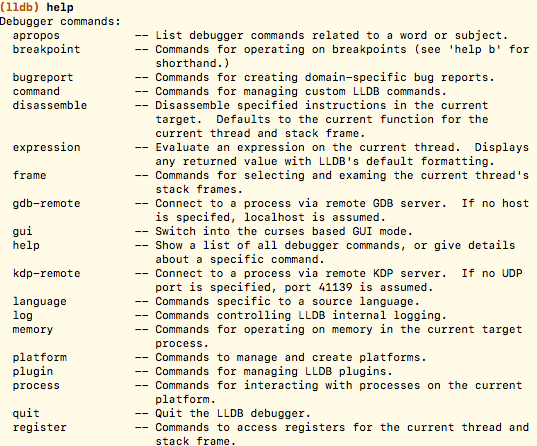 (lldb) help
Debugger commands:
apropos -- List debugger commands related to a word or subject.
breakpoint -- Commands for operating on breakpoints (see 'help b' for
shorthand.)
bugreport -- Commands for creating domain-specific bug reports.
command -- Commands for managing custom LLDB commands.
disassemble -- Disassemble specified instructions in the current
target.  Defaults to the current function for the
current thread and stack frame.
expression -- Evaluate an expression on the current thread.  Displays
any returned value with LLDB's default formatting.
frame -- Commands for selecting and examing the current thread's
stack frames.
gdb-remote -- Connect to a process via remote GDB server.  If no host
is specifed, localhost is assumed.
gui -- Switch into the curses based GUI mode.
help -- Show a list of all debugger commands, or give details
about a specific command.
kdp-remote -- Connect to a process via remote KDP server.  If no UDP
port is specified, port 41139 is assumed.
language -- Commands specific to a source language.
log -- Commands controlling LLDB internal logging.
memory -- Commands for operating on memory in the current target
process.
platform -- Commands to manage and create platforms.
plugin -- Commands for managing LLDB plugins.
process -- Commands for interacting with processes on the current
platform.
quit -- Quit the LLDB debugger.
register -- Commands to access registers for the current thread and
stack frame.